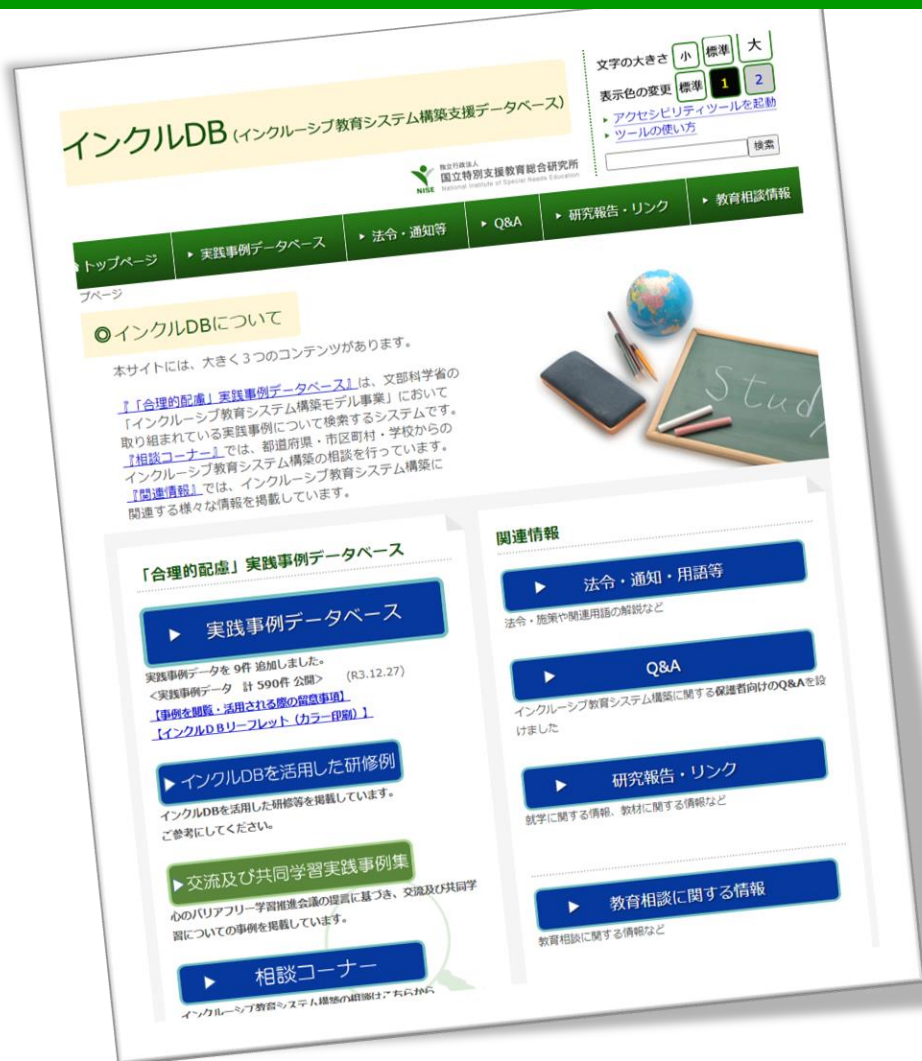 文字の大きさ 小 標準 大
表示色の変更 標準 1 2
アクセシビリティツールを起動
ツールの使い方
検索
インクルDB (インクルーシブ教育システム構築支援データベース)
NISE 独立行政法人
国立特別支援教育総合研究所
National Institute of Special Needs Education
トップページ 実践事例データベース 法令・通知等 Q&A 研究報告・リンク 教育相談情報
プページ
◎インクルDBについて
本サイトには、大きく3つのコンテンツがあります。
『「合理的配慮」実践事例データベース』は、文部科学省の
「インクルーシブ教育システム構築モデル事業」において
取り組まれている実践事例について検索するシステムです。
『相談コーナー』では、都道府県・市区町村・学校からの
インクルーシブ教育システム構築の相談を行っています。
『関連情報』では、インクルーシブ教育システム構築に
関連する様々な情報を掲載しています。
Stud
「合理的配慮」実践事例データベース
実践事例データベース
実践事例データを 9件 追加しました。
<実践事例データ 計 590件 公開> (R3.12.27)
【事例を閲覧・活用される際の留意事項】
【インクルDBリーフレット(カラー印刷)】
インクルDBを活用した研修例
インクルDBを活用した研修等を掲載しています。
ご参考にしてください。
交流及び共同学習実践事例集
心のバリアフリー学習推進会議の提言に基づき、交流及び共同学
習についての事例を掲載しています。
相談コーナー
インクルーシブ教育システム構築の相談はこちらから
関連情報
法令・通知・用語等
法令・施策や関連用語の解説など
Q&A
インクルーシブ教育システム構築に関する保護者向けのQ&Aを設
けました
研究報告・リンク
就学に関する情報、教材に関する情報など
教育相談に関する情報
教育相談に関する情報など